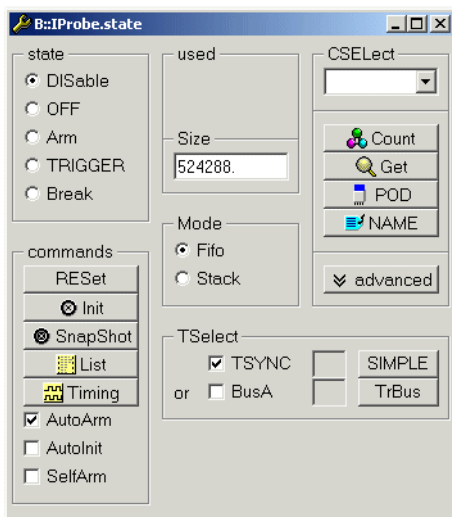 B::IProbe.state
state
DISable
OFF
Arm
TRIGGER
Break
used
Size
524288.
Mode
Fifo
Stack
CSELect
Count
Get
POD
NAME
advanced
commands
RESet
Init
SnapShot
List
Timing
AutoArm
AutoInit
SelfArm
TSelect
TSYNC SIMPLE
or BusA TrBus